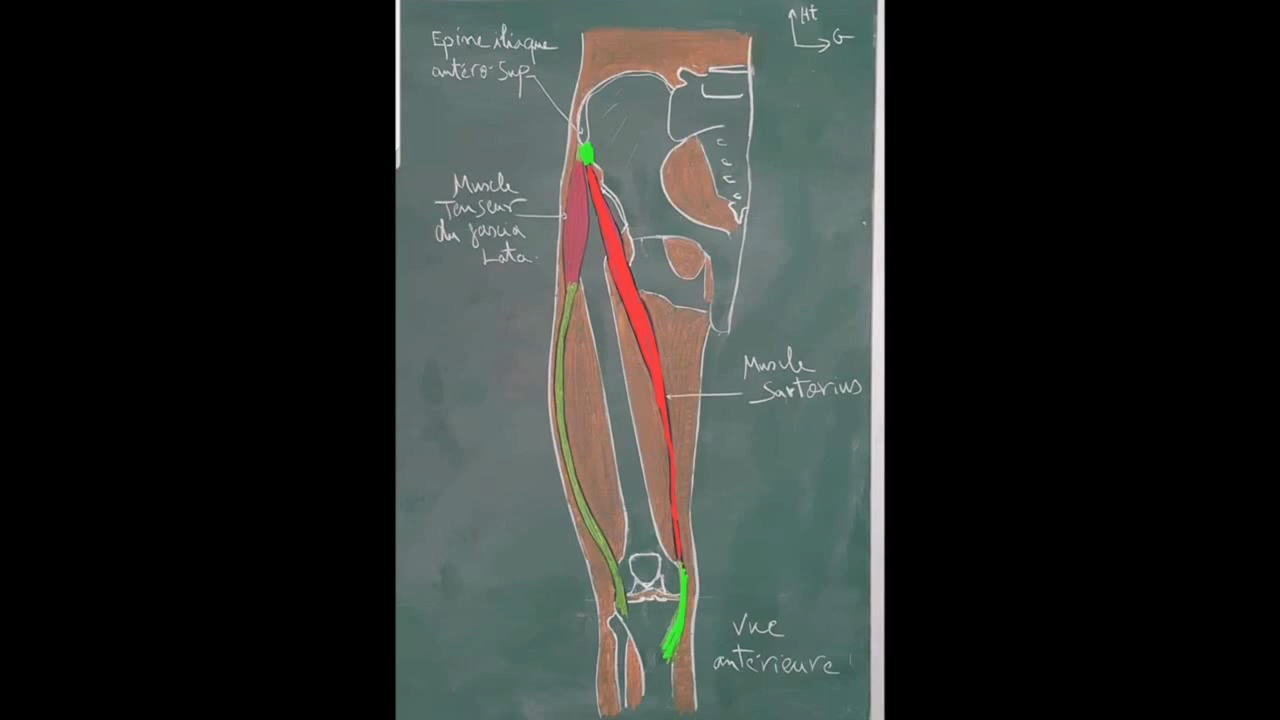 Ht
G
Epine iliaque
antéro-Sup
Muscle
Tenseur
du fascia
Lata.
Muscle
Sartorius
Vue
antérieure